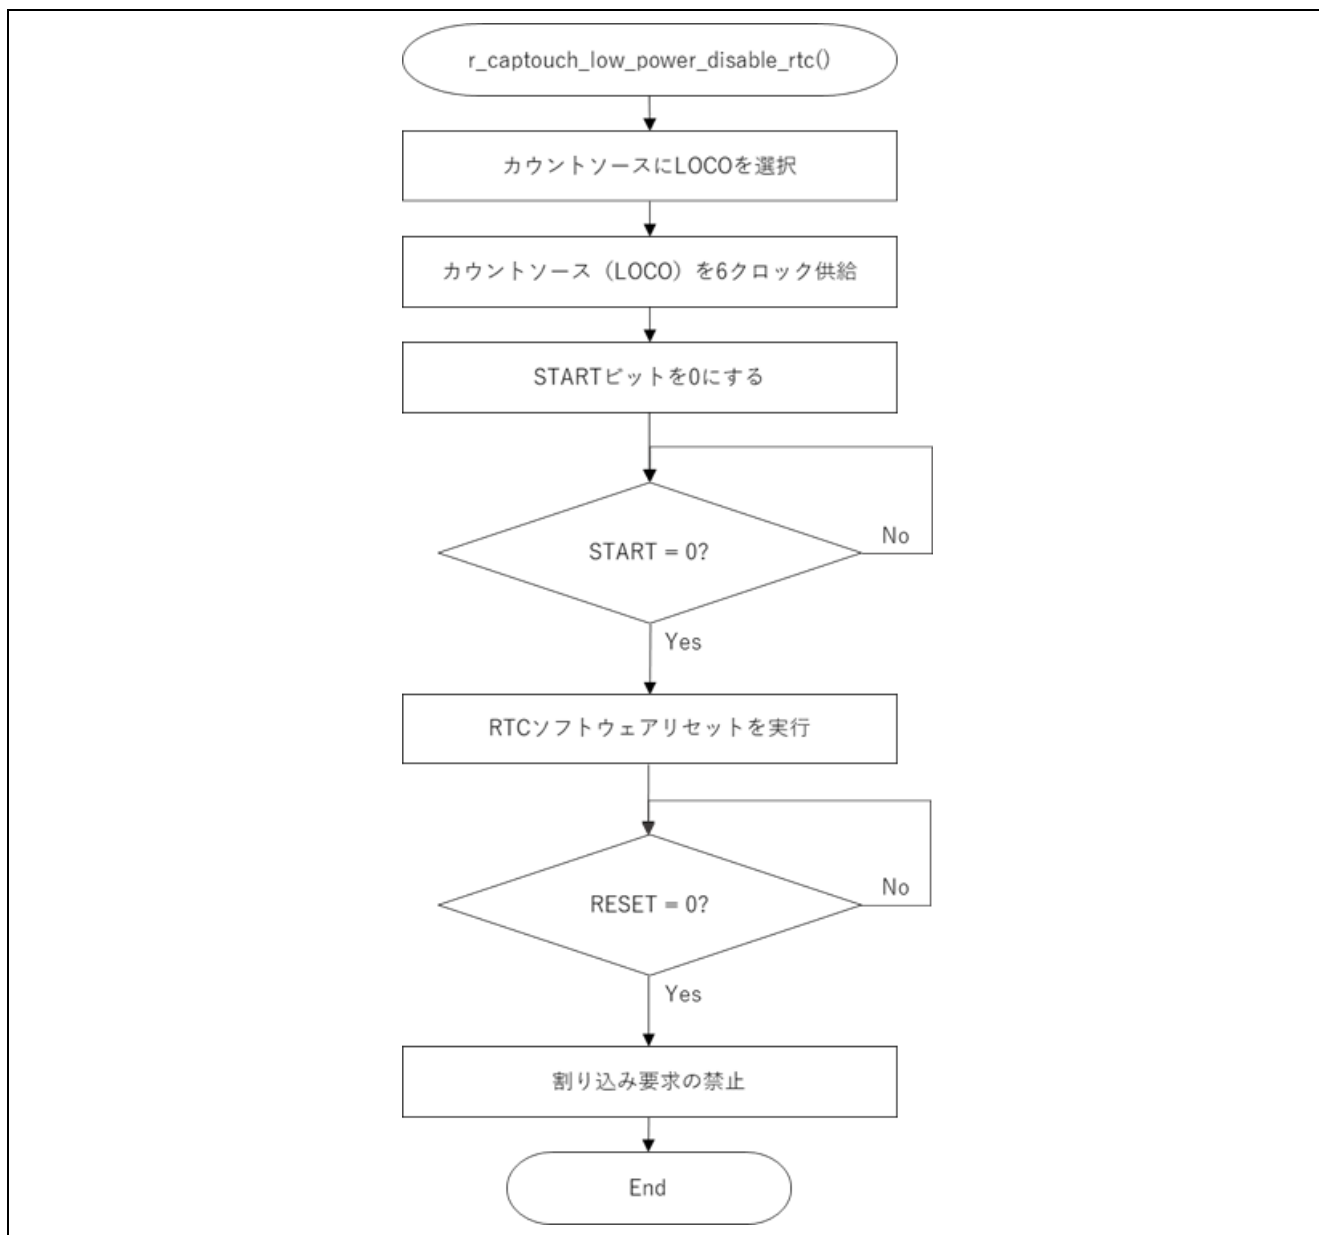 r_captouch_low_power_disable_rtc()
カウントソースにLOCOを選択
カウントソース（LOCO）を6クロック供給
STARTビットを0にする
START = 0?
No
Yes
RTCソフトウェアリセットを実行
RESET = 0?
No
Yes
割り込み要求の禁止
End